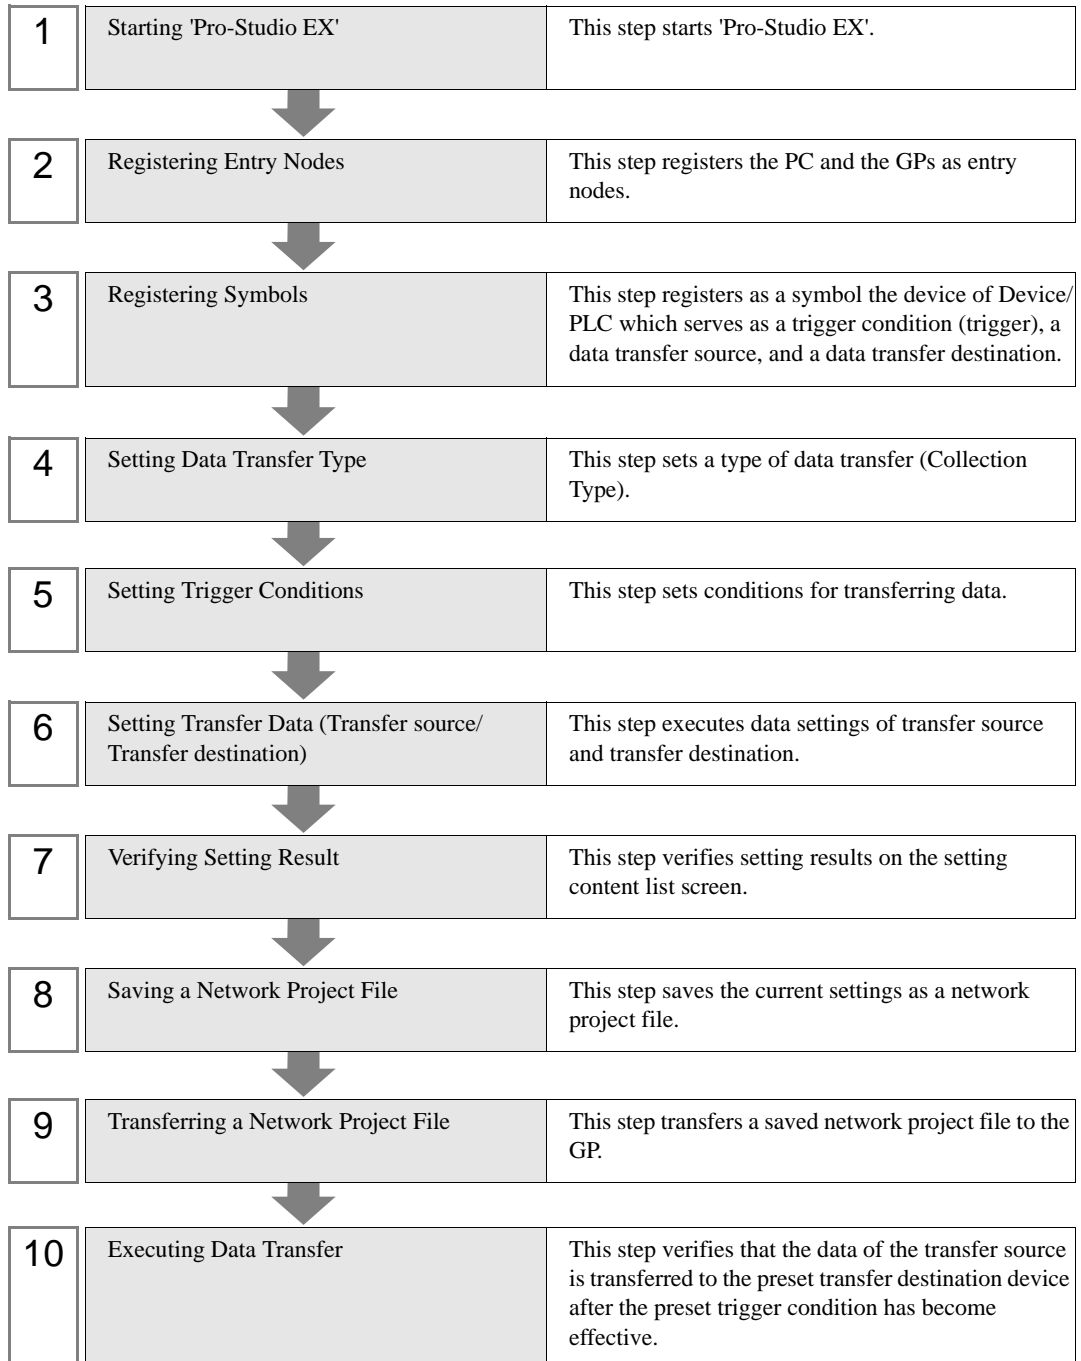 1
Starting 'Pro-Studio EX'
This step starts 'Pro-Studio EX'.
2
Registering Entry Nodes
This step registers the PC and the GPs as entry
nodes.
3
Registering Symbols
This step registers as a symbol the device of Device/
PLC which serves as a trigger condition (trigger), a
data transfer source, and a data transfer destination.
4
Setting Data Transfer Type
This step sets a type of data transfer (Collection
Type).
5
Setting Trigger Conditions
This step sets conditions for transferring data.
6
Setting Transfer Data (Transfer source/
Transfer destination)
This step executes data settings of transfer source
and transfer destination.
7
Verifying Setting Result
This step verifies setting results on the setting
content list screen.
8
Saving a Network Project File
This step saves the current settings as a network
project file.
9
Transferring a Network Project File
This step transfers a saved network project file to the
GP.
10
Executing Data Transfer
This step verifies that the data of the transfer source
is transferred to the preset transfer destination device
after the preset trigger condition has become
effective.